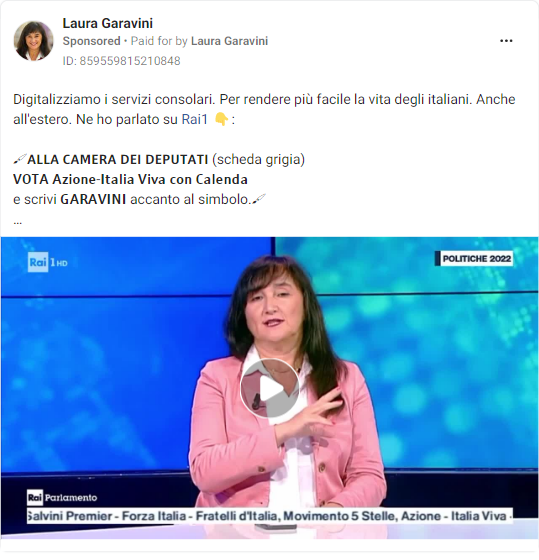 Laura Garavini
Sponsored • Paid for by Laura Garavini
ID: 859559815210848
Digitalizziamo i servizi consolari. Per rendere più facile la vita degli italiani. Anche
all'estero. Ne ho parlato su Rai1 👇 :
🖋️ALLA CAMERA DEI DEPUTATI (scheda grigia)
VOTA Azione-Italia Viva con Calenda
e scrivi GARAVINI accanto al simbolo.🖋️
...
Rai 1 HD
POLITICHE 2022
Rai Parlamento
Salvini Premier - Forza Italia - Fratelli d'Italia, Movimento 5 Stelle, Azione - Italia Viva -